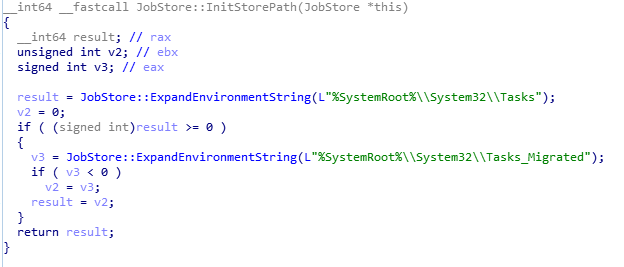 __int64 __fastcall JobStore::InitStorePath(JobStore *this)
{
  __int64 result; // rax
  unsigned int v2; // ebx
  signed int v3; // eax

  result = JobStore::ExpandEnvironmentString(L"%SystemRoot%\\System32\\Tasks");
  v2 = 0;
  if ( (signed int)result >= 0 )
  {
    v3 = JobStore::ExpandEnvironmentString(L"%SystemRoot%\\System32\\Tasks_Migrated");
    if ( v3 < 0 )
      v2 = v3;
    result = v2;
  }
  return result;
}